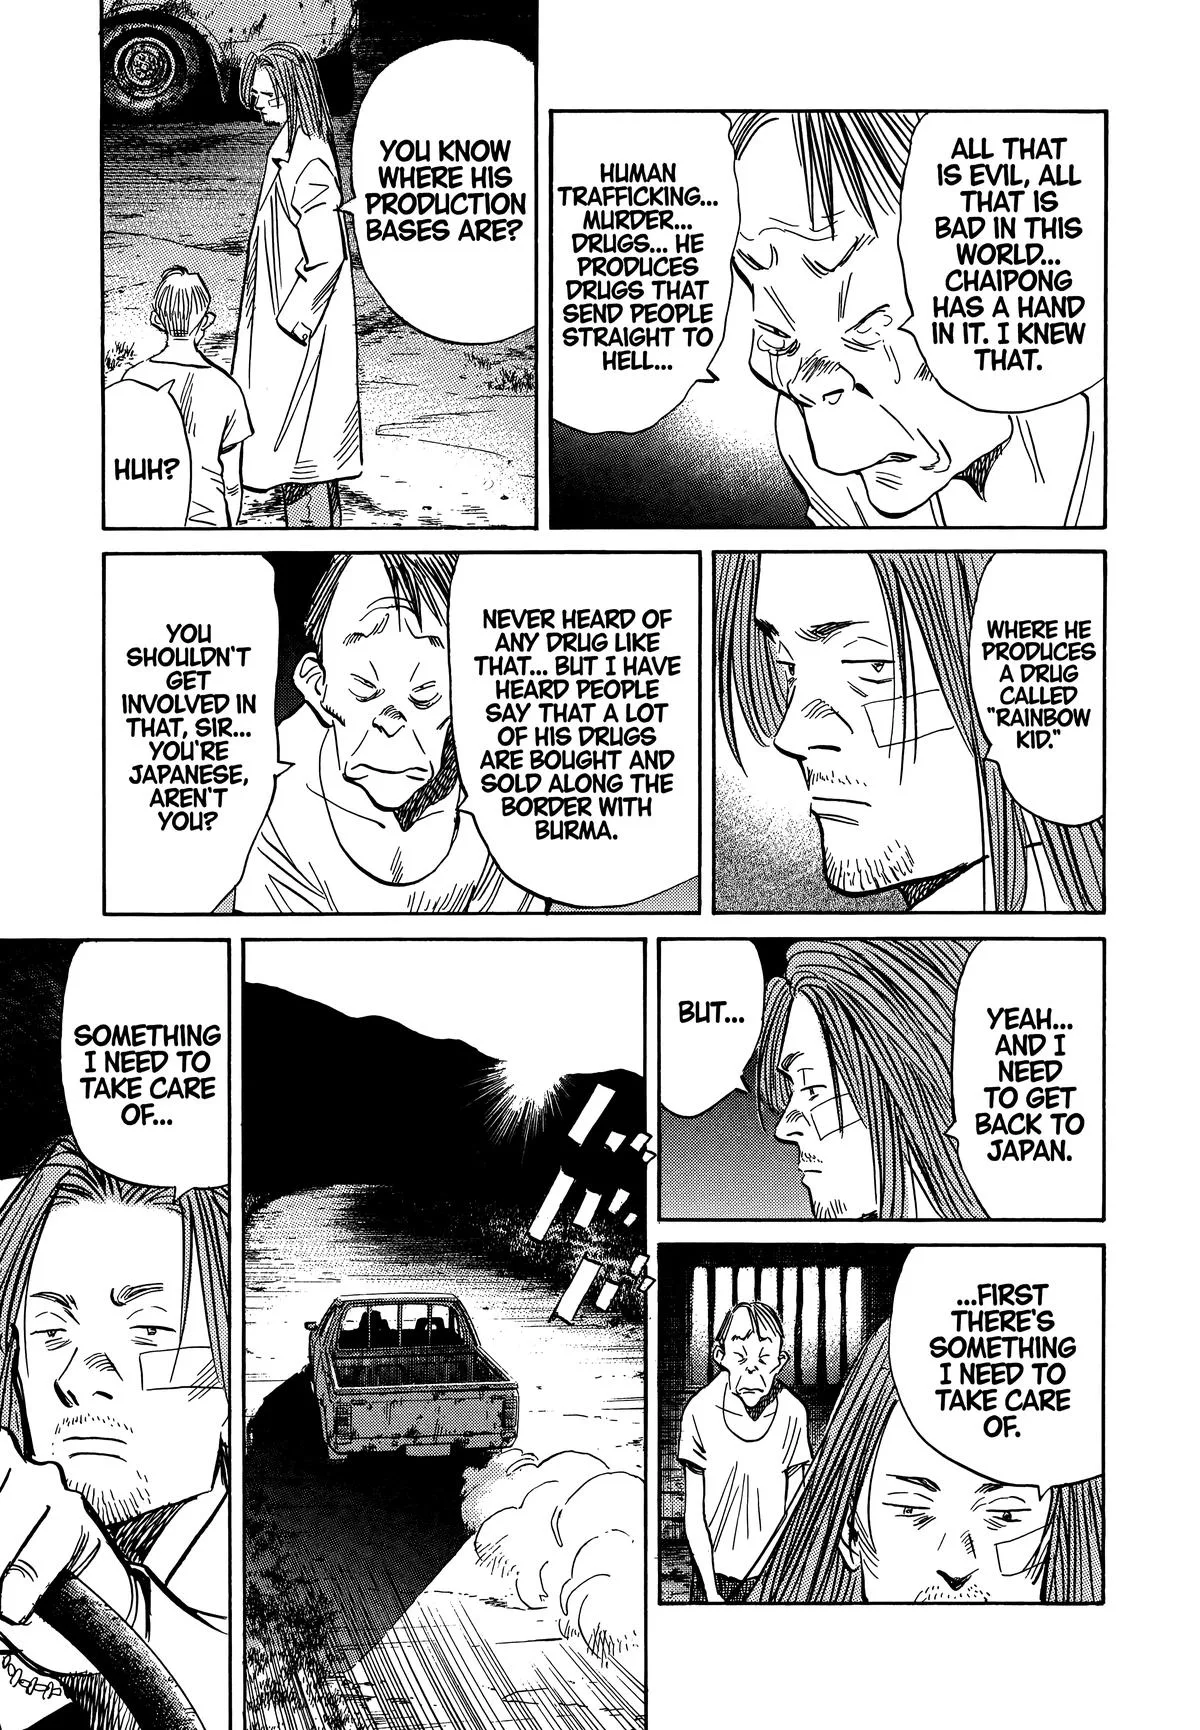 ALL THAT
IS EVIL, ALL
THAT IS
BAD IN THIS
WORLD...
CHAIPONG
HAS A HAND
IN IT. I KNEW
THAT.
HUMAN
TRAFFICKING...
MURDER...
DRUGS... HE
PRODUCES
DRUGS THAT
SEND PEOPLE
STRAIGHT TO
HELL...
YOU KNOW
WHERE HIS
PRODUCTION
BASES ARE?
HUH?
WHERE HE
PRODUCES
A DRUG
CALLED
"RAINBOW
KID."
NEVER HEARD OF
ANY DRUG LIKE
THAT... BUT I HAVE
HEARD PEOPLE
SAY THAT A LOT
OF HIS DRUGS
ARE BOUGHT AND
SOLD ALONG THE
BORDER WITH
BURMA.
YOU
SHOULDN'T
GET
INVOLVED IN
THAT, SIR...
YOU'RE
JAPANESE,
AREN'T
YOU?
YEAH...
AND I
NEED
TO GET
BACK TO
JAPAN.
BUT...
...FIRST
THERE'S
SOMETHING
I NEED TO
TAKE CARE
OF.
SOMETHING
I NEED TO
TAKE CARE
OF...